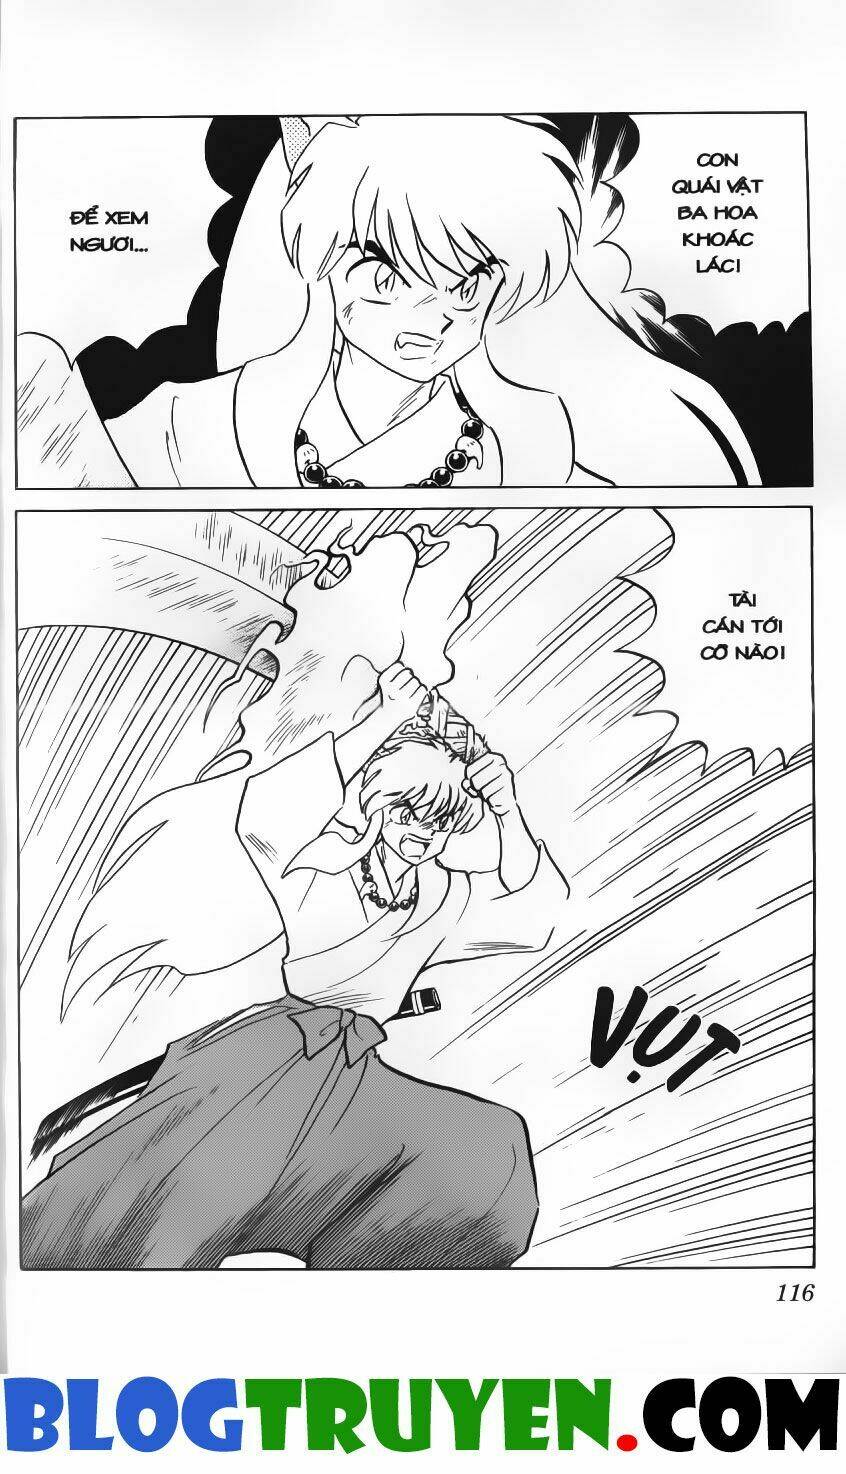 CON
QUÁI VẬT
BA HOA
KHOÁC
LÁC!
ĐỂ XEM
NGƯƠI...
TÀI
CÁN TỚI
CỠ NÀO!
VỤT
116
BLOGTRUYEN.COM